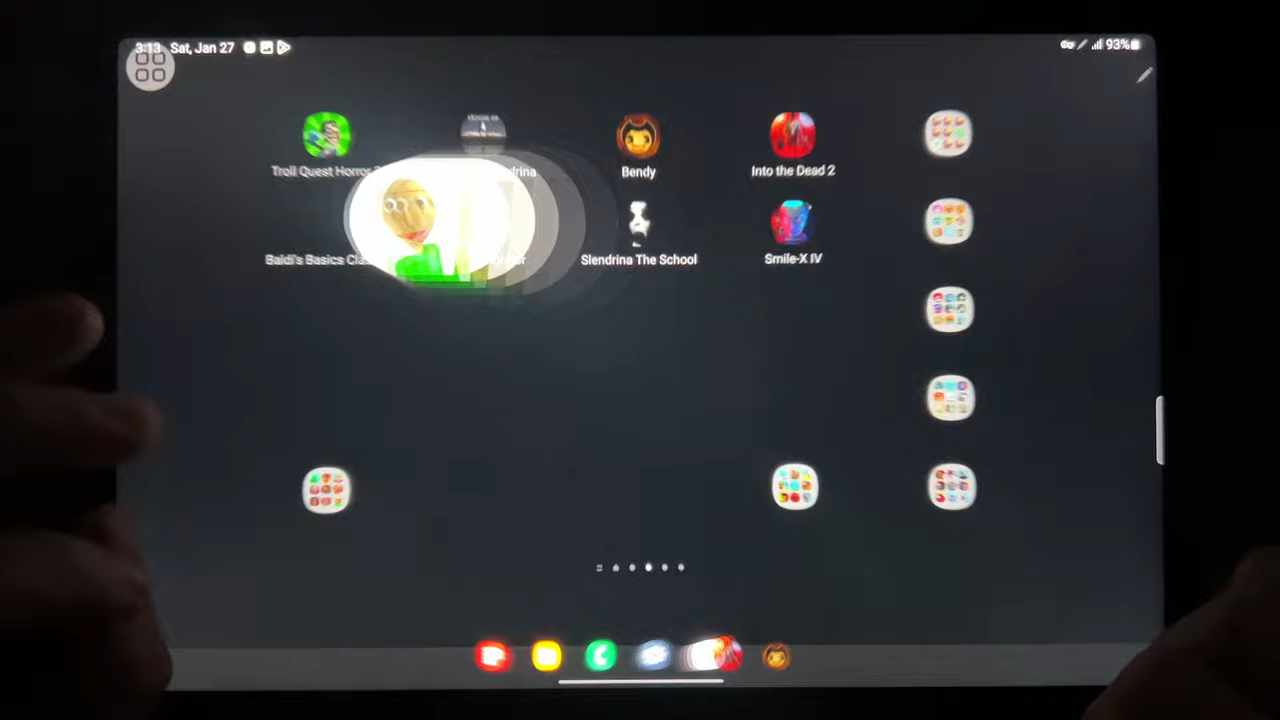 3:13 Sat, Jan 27
93%
Troll Quest Horror
Bendy
Into the Dead 2
Baldi's Basics
Slendrina The School
Smile-X IV